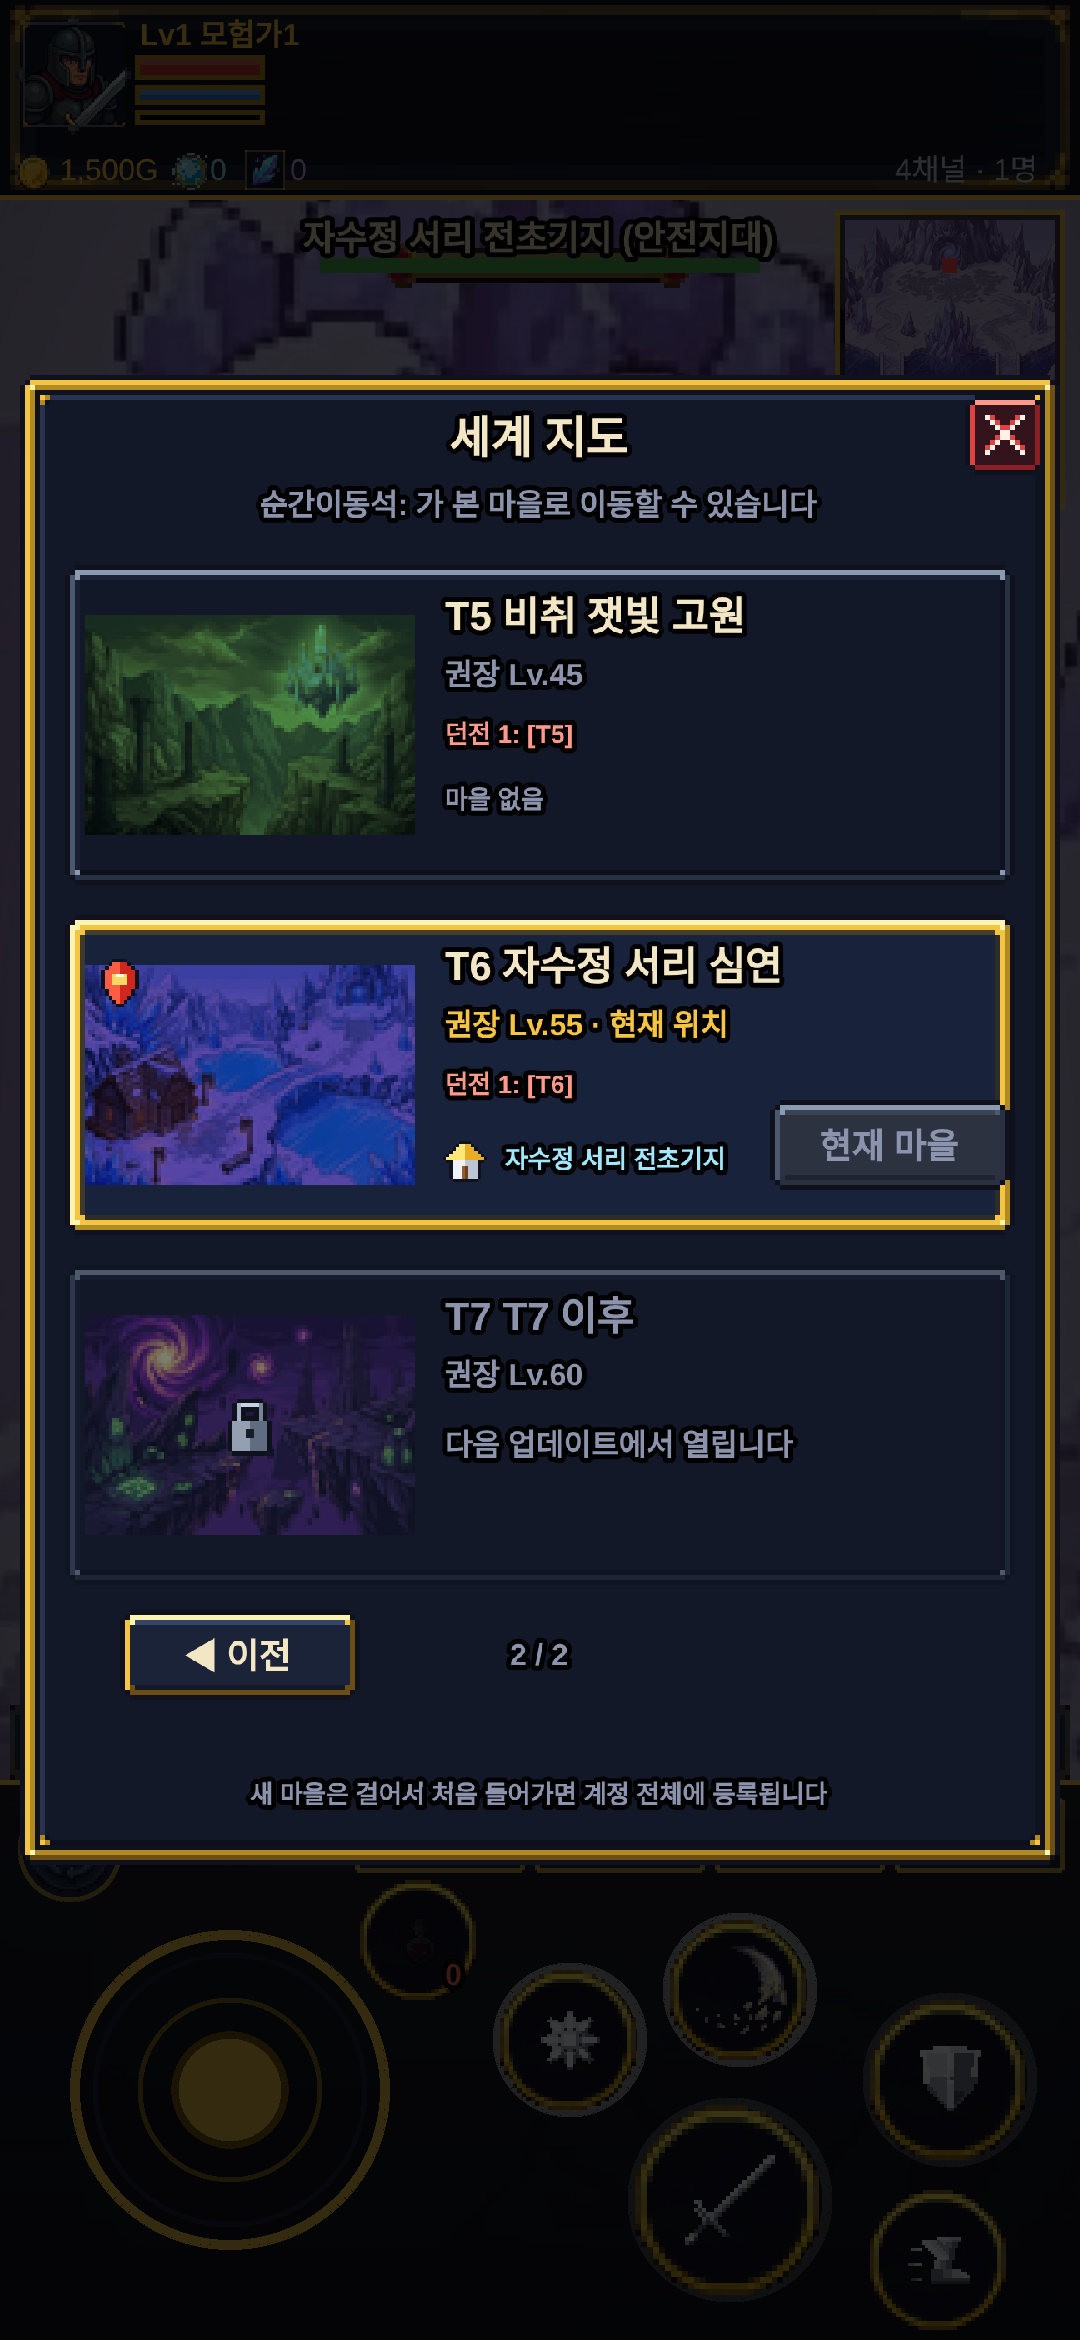 Lv1 모험가1
1,500G 0 0 4채널 · 1명
자수정 서리 전초기지 (안전지대)
세계 지도
순간이동석: 가 본 마을로 이동할 수 있습니다
T5 비취 잿빛 고원
권장 Lv.45
던전 1: [T5]
마을 없음
T6 자수정 서리 심연
권장 Lv.55 · 현재 위치
던전 1: [T6]
자수정 서리 전초기지
현재 마을
T7 T7 이후
권장 Lv.60
다음 업데이트에서 열립니다
◀ 이전
2 / 2
새 마을은 걸어서 처음 들어가면 계정 전체에 등록됩니다
0